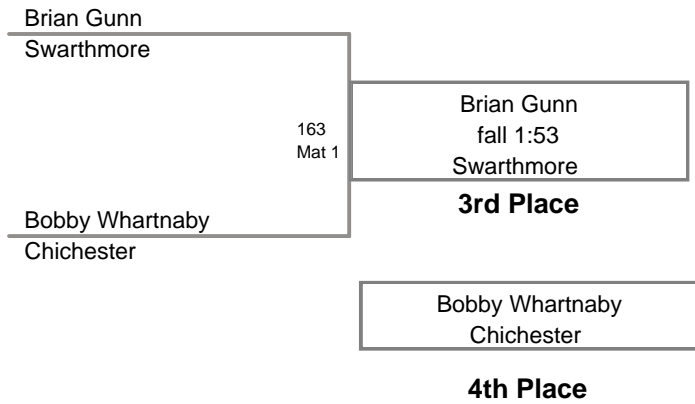 Brian Gunn
Swarthmore
163
Mat 1
Brian Gunn
fall 1:53
Swarthmore
3rd Place
Bobby Whartnaby
Chichester
Bobby Whartnaby
Chichester
4th Place